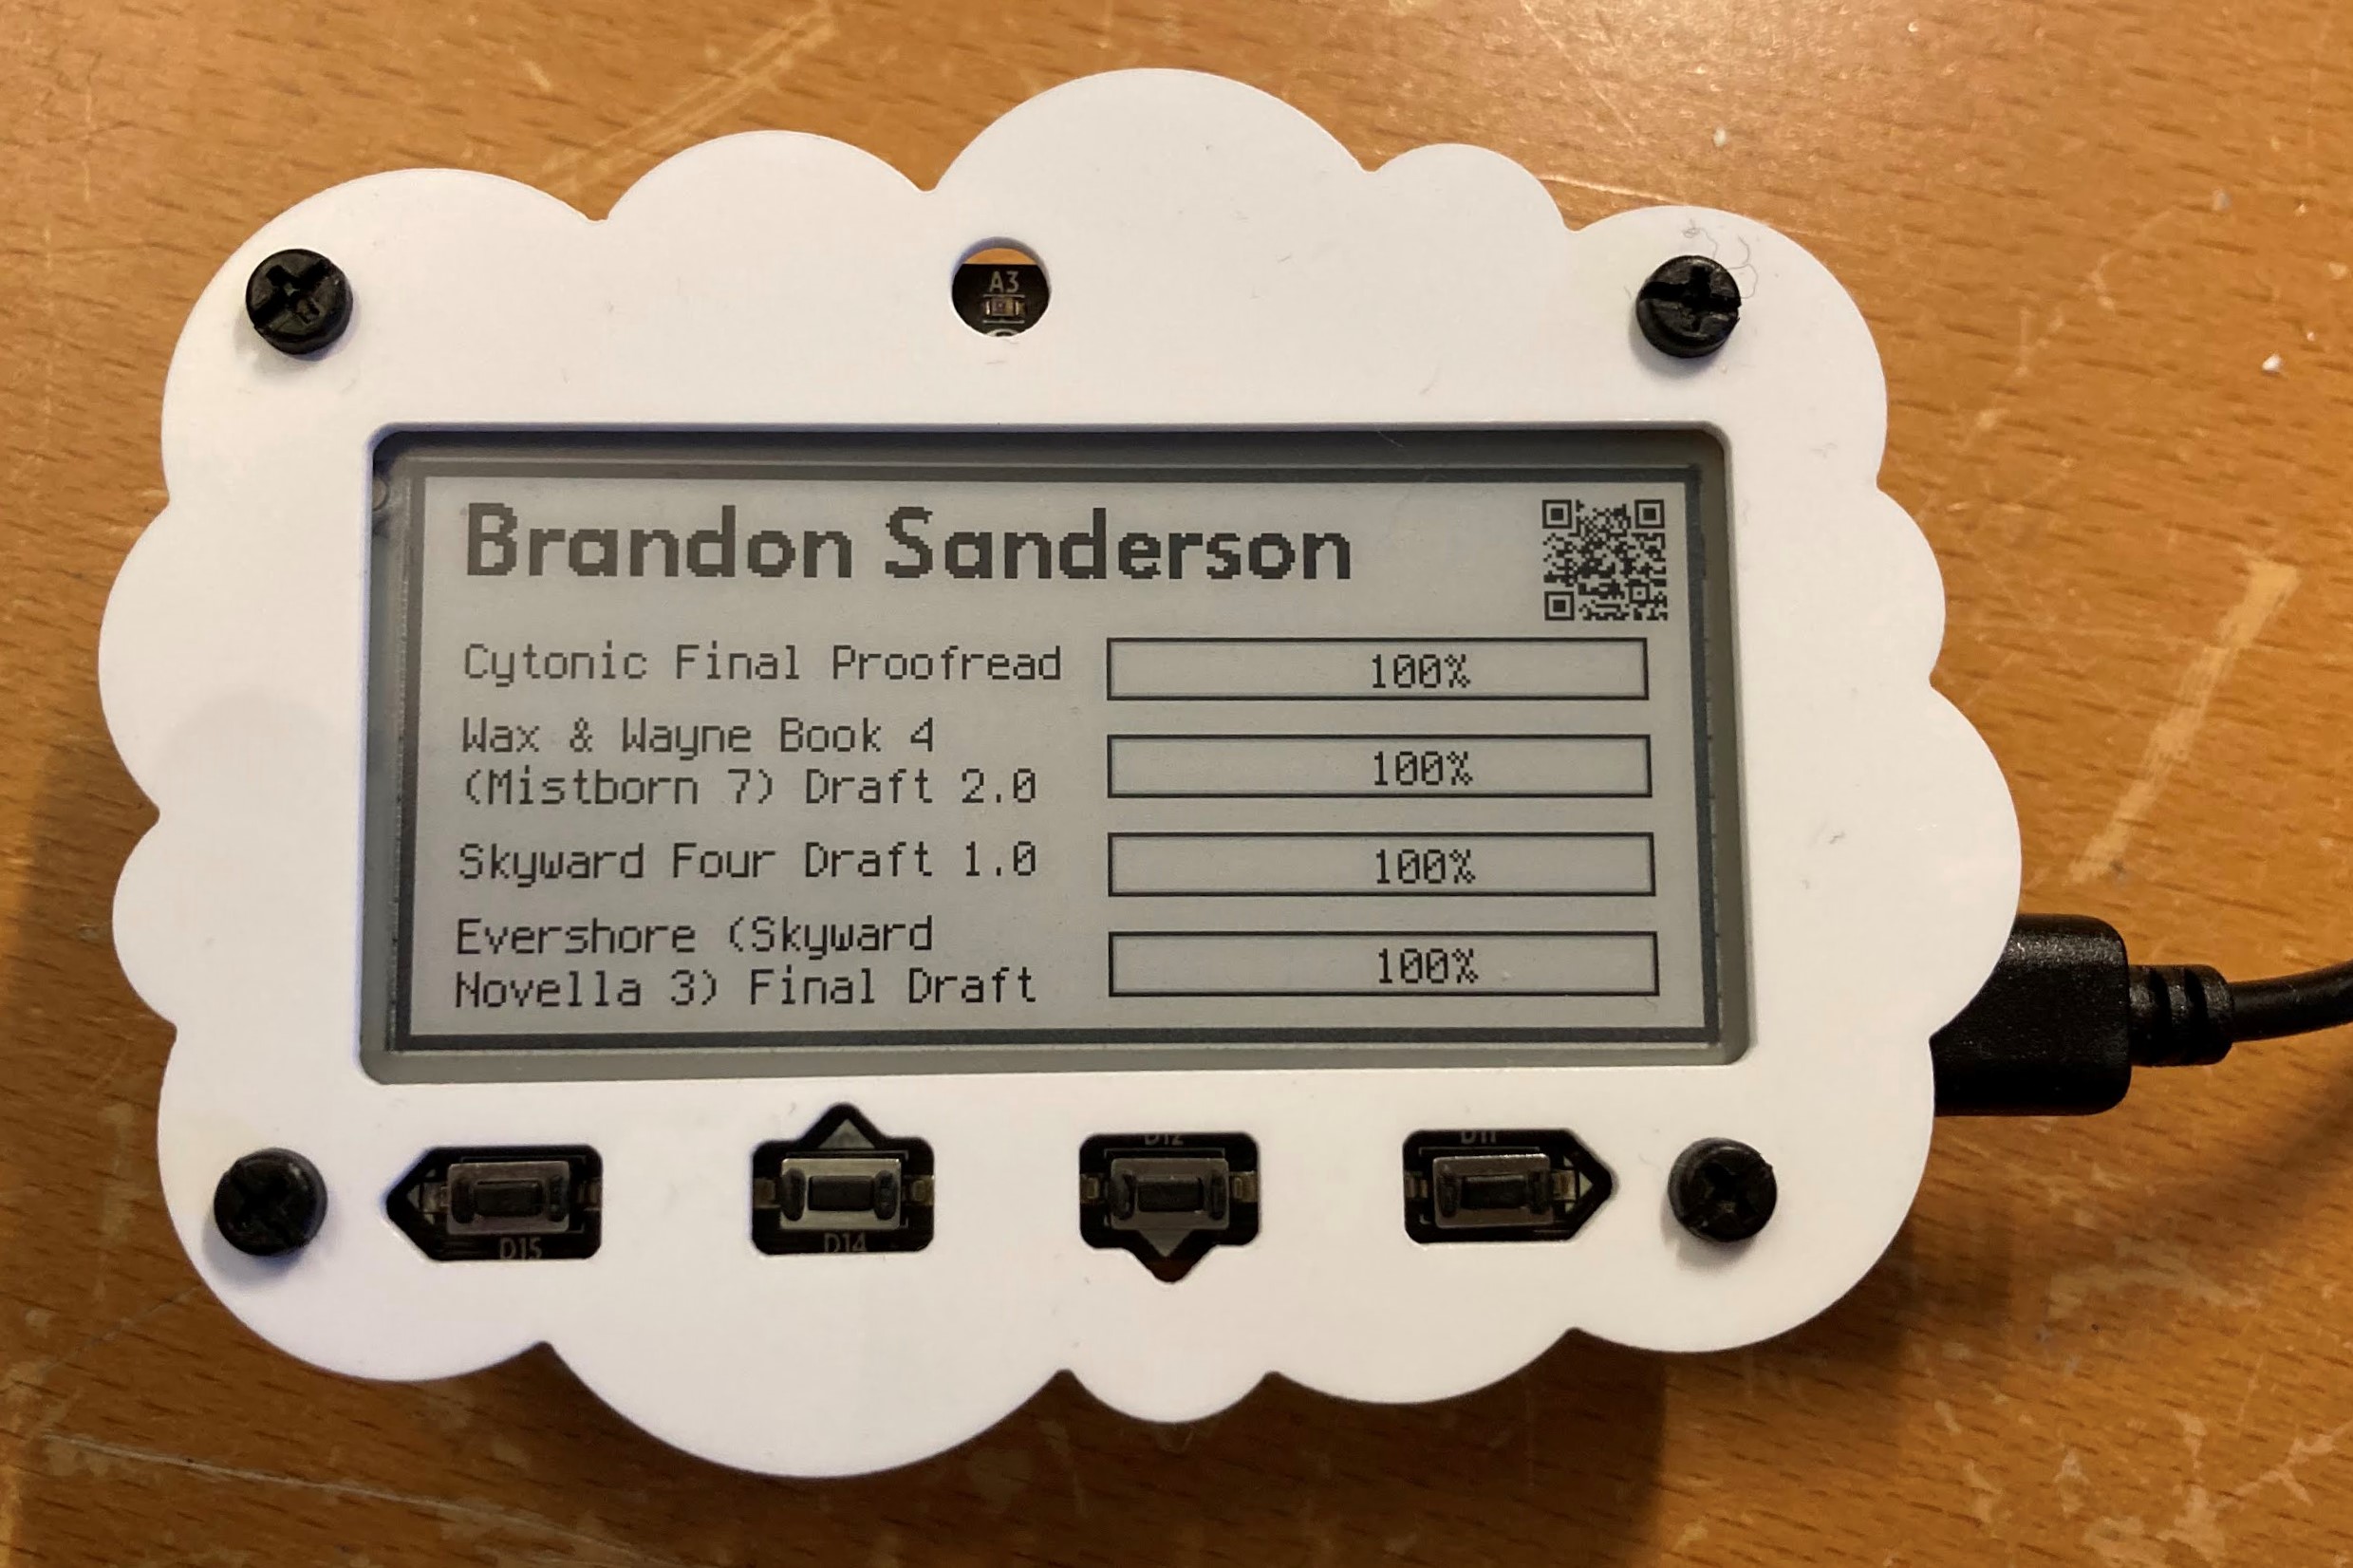 A3
Brandon Sanderson
Cytonic Final Proofread
100%
Wax & Wayne Book 4
(Mistborn 7) Draft 2.0
100%
Skyward Four Draft 1.0
100%
Evershore (Skyward
Novella 3) Final Draft
100%
D15
D14
D12
D11